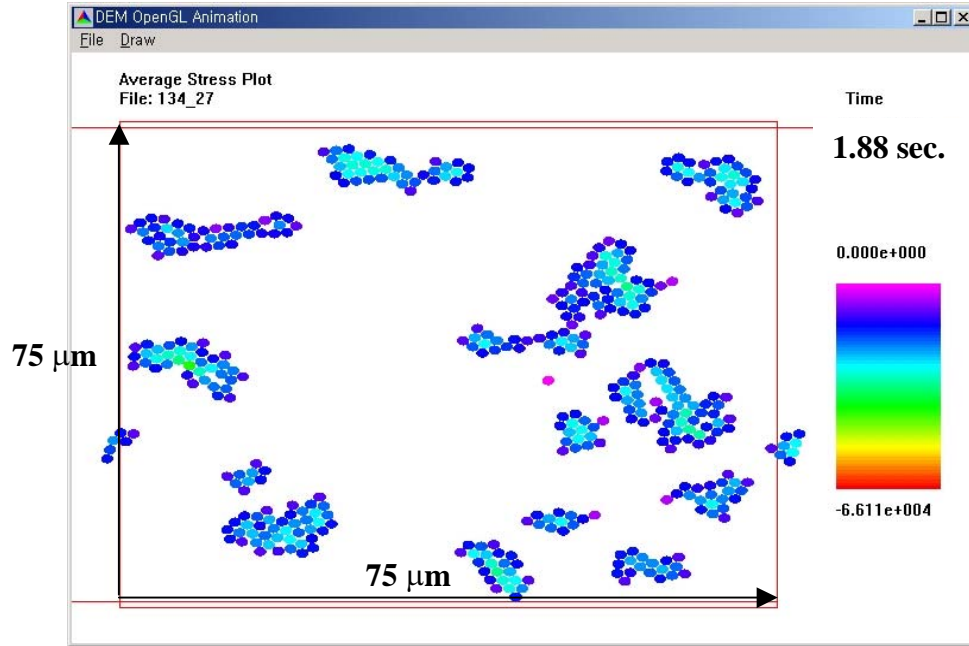 DEM OpenGL Animation
File Draw
Average Stress Plot
File: 134_27
Time
1.88 sec.
0.000e+000
75 μm
-6.611e+004
75 μm